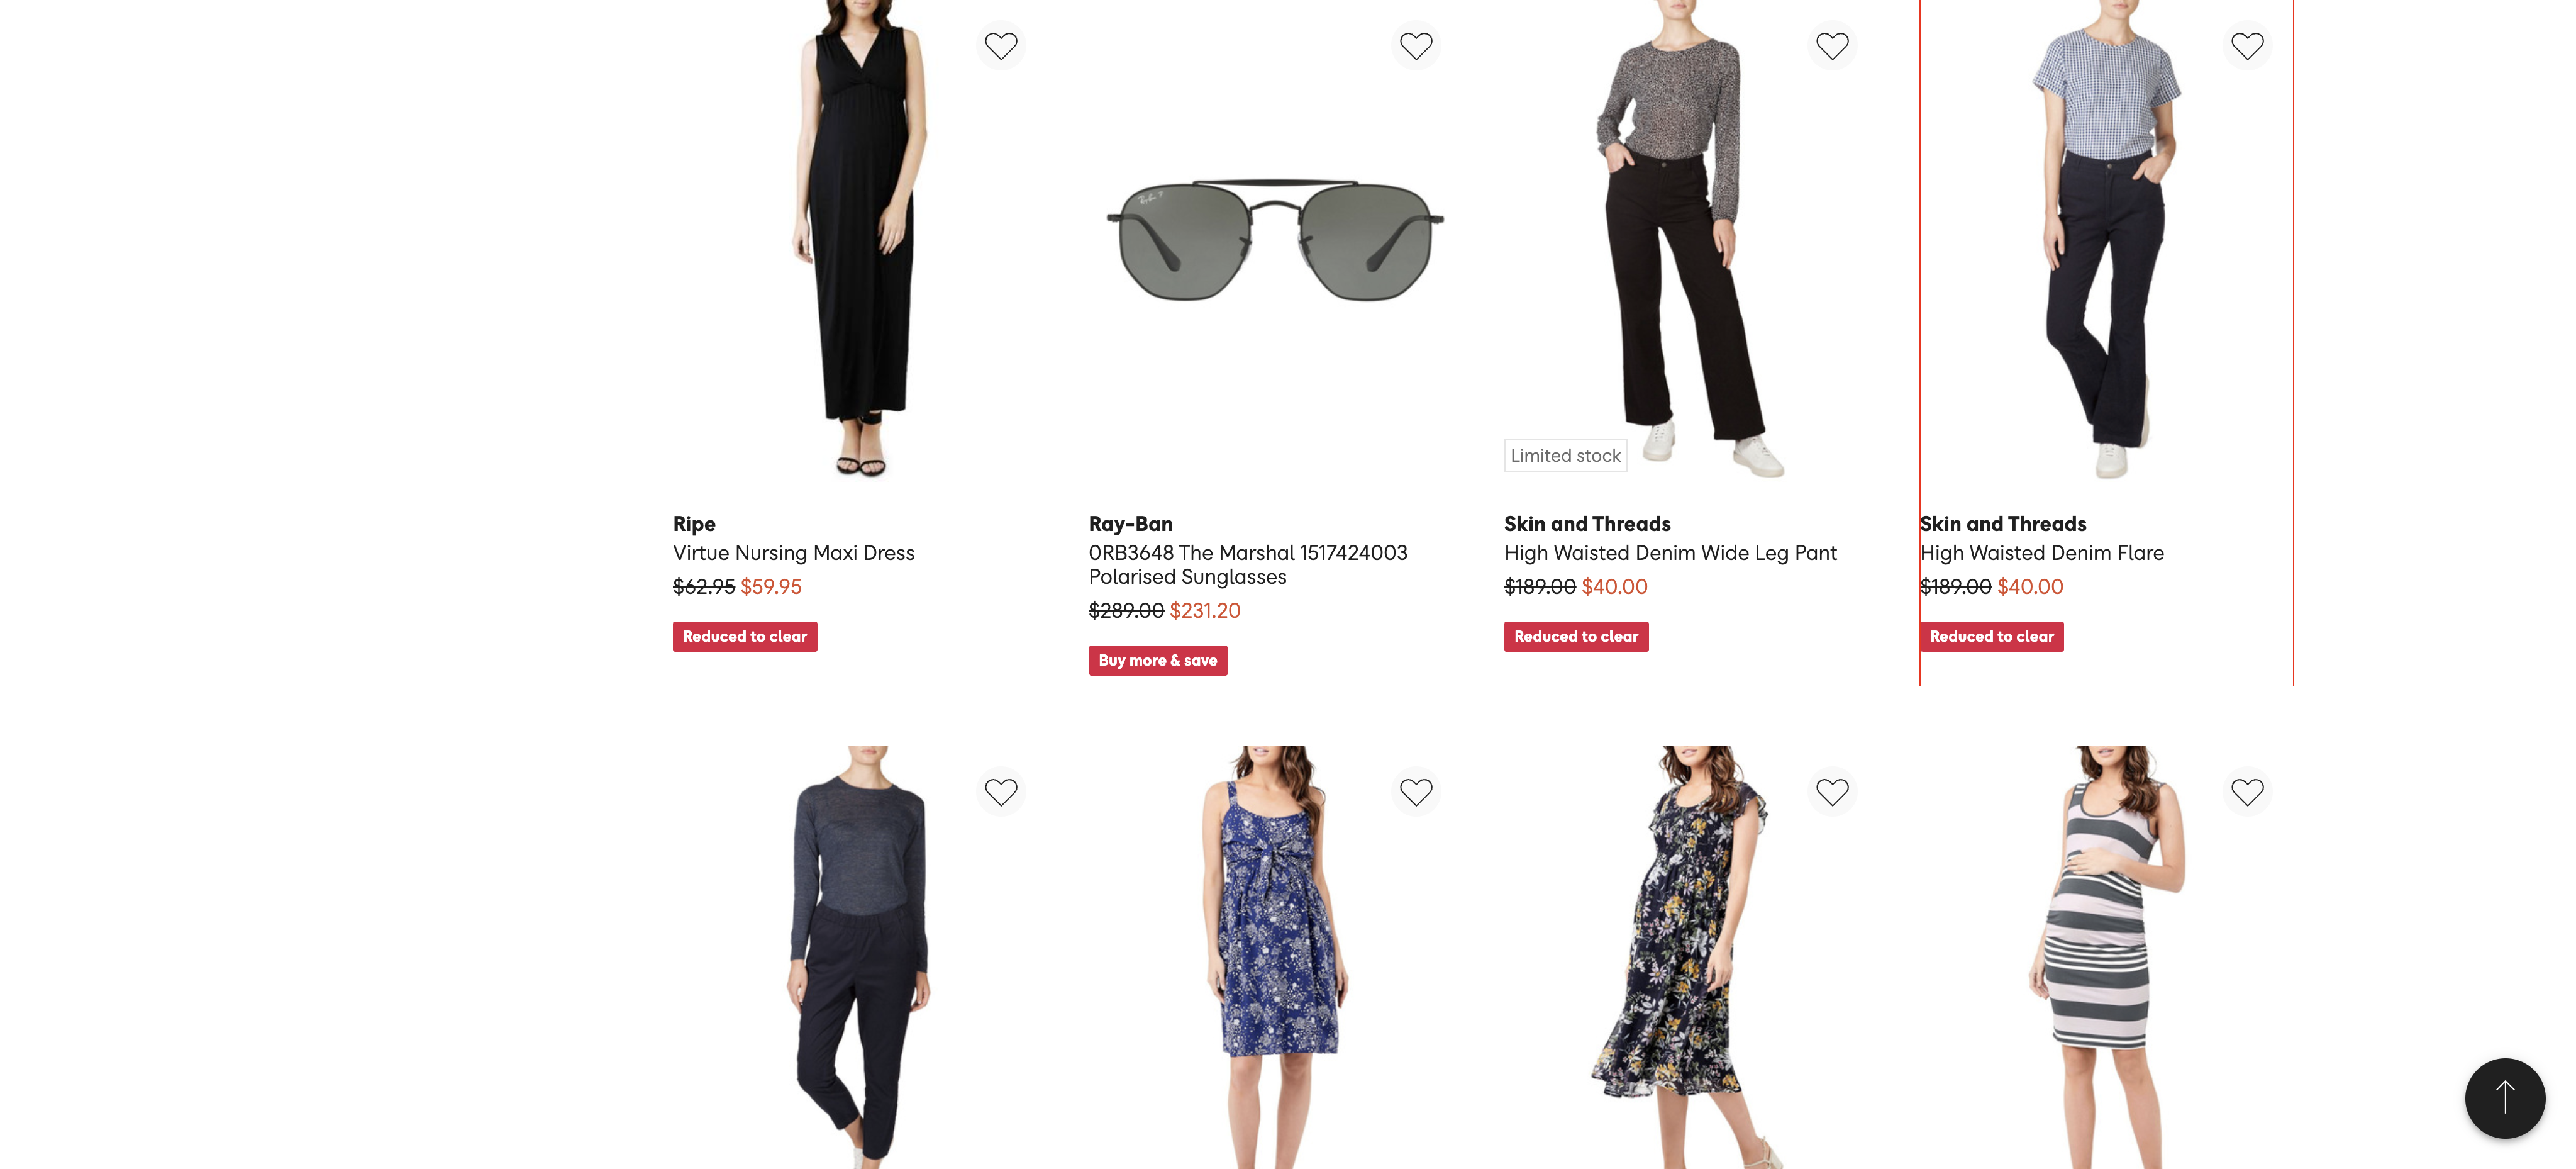 Limited stock
Ripe
Virtue Nursing Maxi Dress
$62.95 $59.95
Reduced to clear
Ray-Ban
0RB3648 The Marshal 1517424003
Polarised Sunglasses
$289.00 $231.20
Buy more & save
Skin and Threads
High Waisted Denim Wide Leg Pant
$189.00 $40.00
Reduced to clear
Skin and Threads
High Waisted Denim Flare
$189.00 $40.00
Reduced to clear